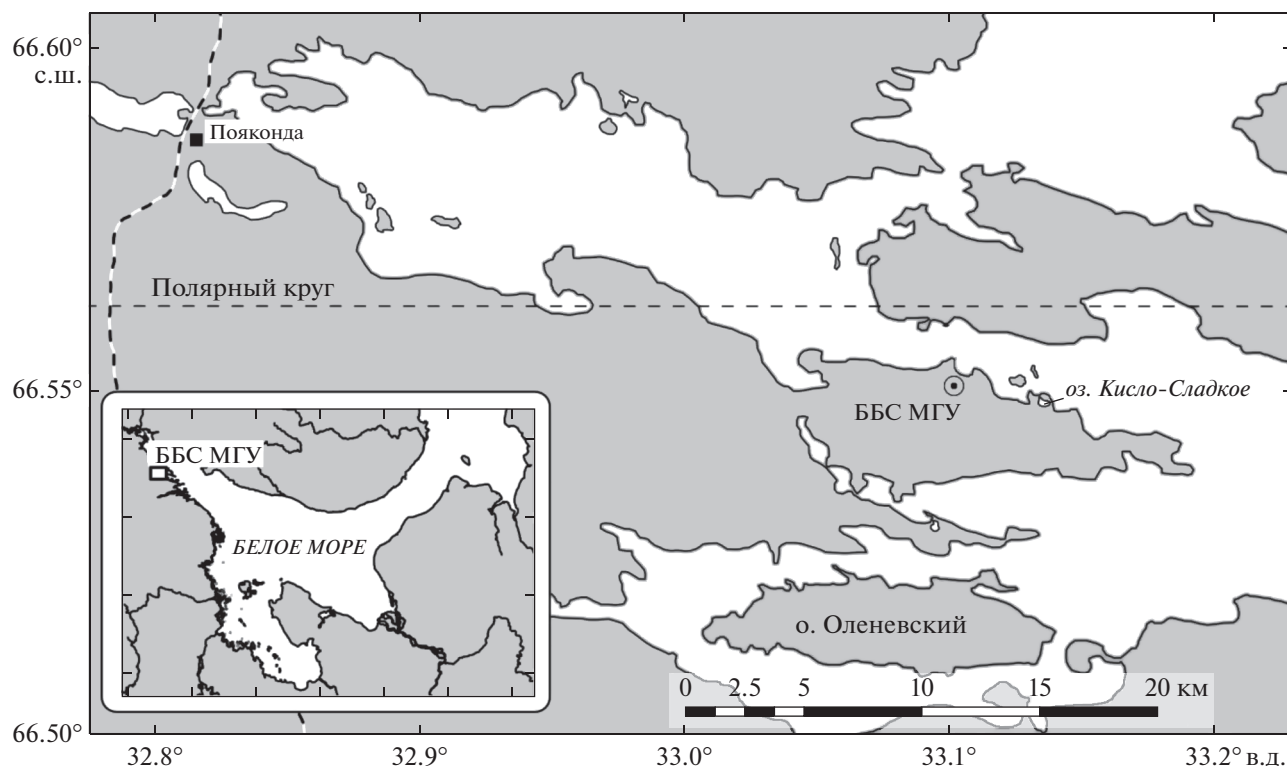 66.60°
с.ш.
Пояконда
Полярный круг
66.55°
ББС МГУ
оз. Кисло-Сладкое
ББС МГУ
БЕЛОЕ МОРЕ
о. Оленевский
0 2.5 5 10 15 20 км
66.50°
32.8° 32.9° 33.0° 33.1° 33.2° в.д.